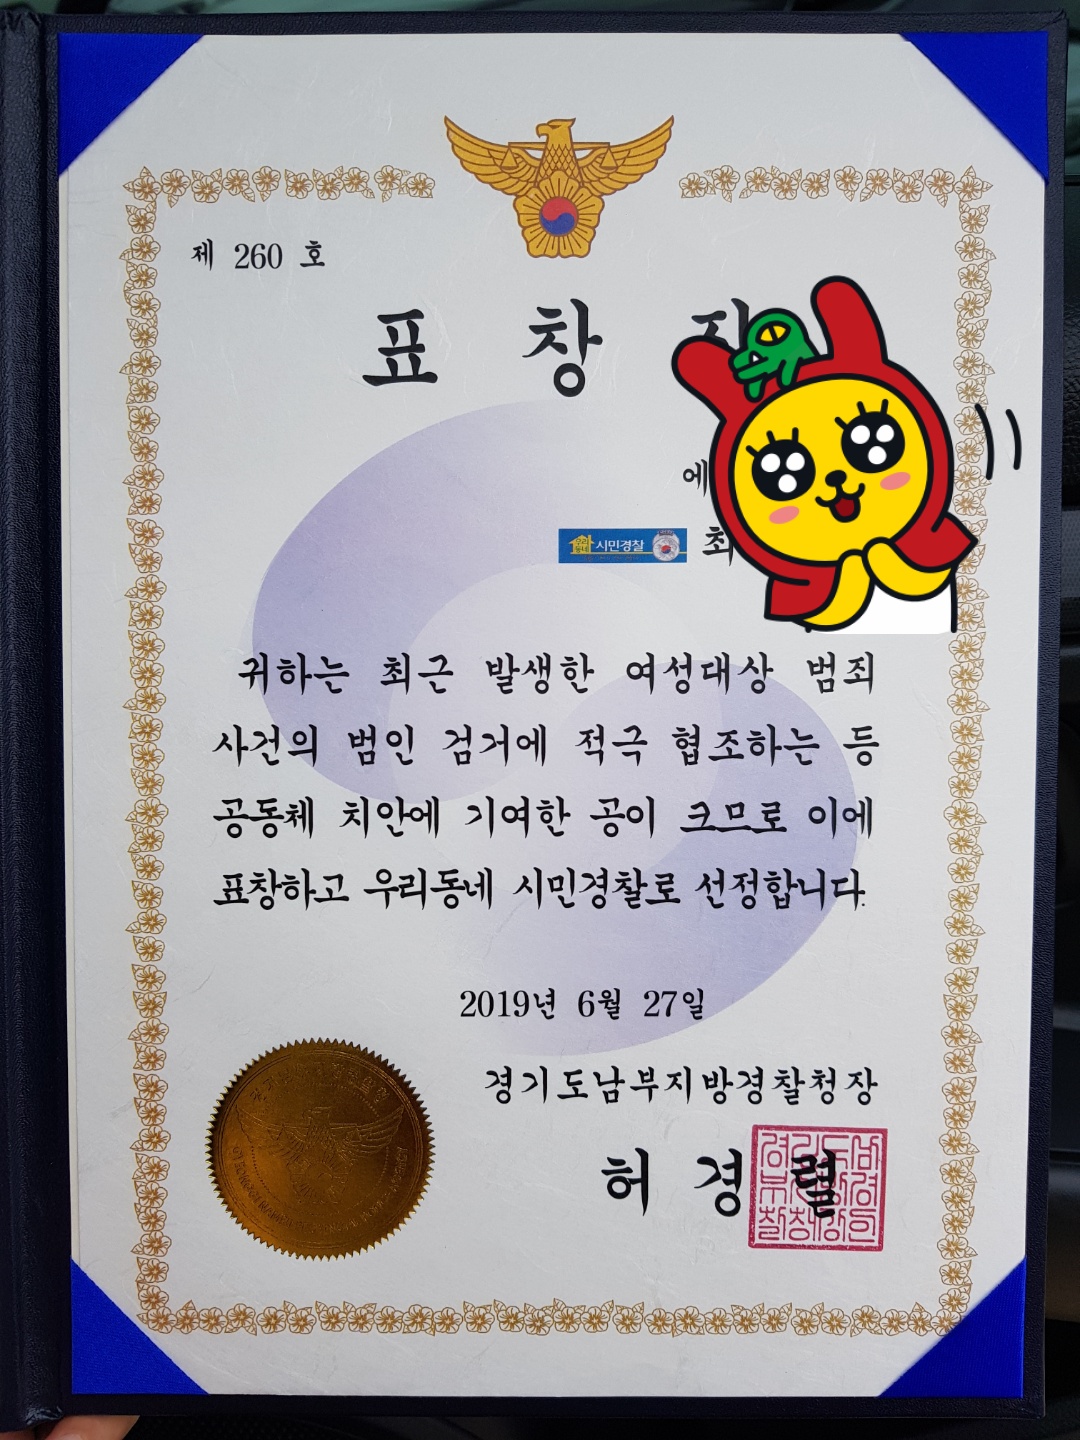 제 260 호
표 창
에
우리동네 시민경찰 최
귀하는 최근 발생한 여성대상 범죄
사건의 범인 검거에 적극 협조하는 등
공동체 치안에 기여한 공이 크므로 이에
표창하고 우리동네 시민경찰로 선정합니다.
2019년 6월 27일
경기도남부지방경찰청장
허 경 렬